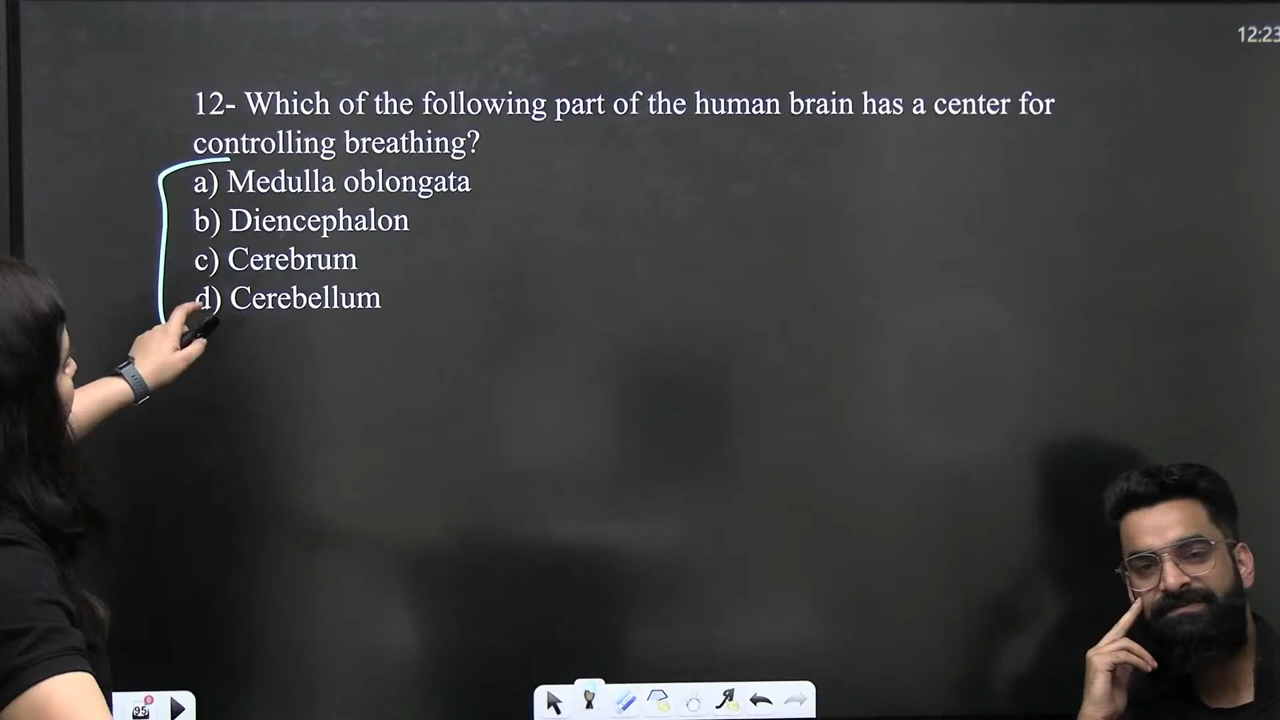 12:23
12- Which of the following part of the human brain has a center for
controlling breathing?
a) Medulla oblongata
b) Diencephalon
c) Cerebrum
d) Cerebellum
95